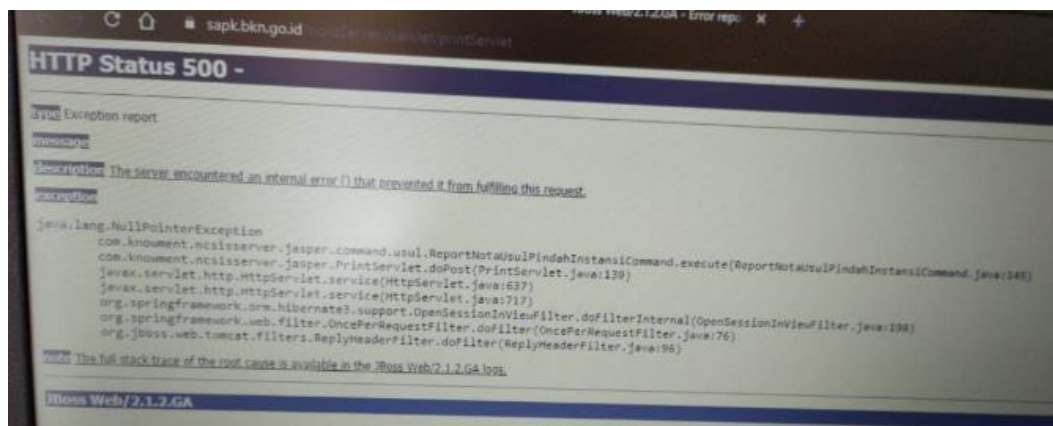 JBoss Web/2.1.2.GA - Error repo
sapk.bkn.go.id
HTTP Status 500 -
type Exception report
message
description The server encountered an internal error () that prevented it from fulfilling this request.
exception
java.lang.NullPointerException
com.knoument.ncsisserver.jasper.command.usul.ReportNotaUsulPindahInstansiCommand.execute(ReportNotaUsulPindahInstansiCommand.java:145)
com.knoument.ncsisserver.jasper.PrintServlet.doPost(PrintServlet.java:139)
javax.servlet.http.HttpServlet.service(HttpServlet.java:637)
javax.servlet.http.HttpServlet.service(HttpServlet.java:717)
org.springframework.orm.hibernate3.support.OpenSessionInViewFilter.doFilterInternal(OpenSessionInViewFilter.java:198)
org.springframework.web.filter.OncePerRequestFilter.doFilter(OncePerRequestFilter.java:76)
org.jboss.web.tomcat.filters.ReplyHeaderFilter.doFilter(ReplyHeaderFilter.java:96)
note The full stack trace of the root cause is available in the JBoss Web/2.1.2.GA logs.
JBoss Web/2.1.2.GA